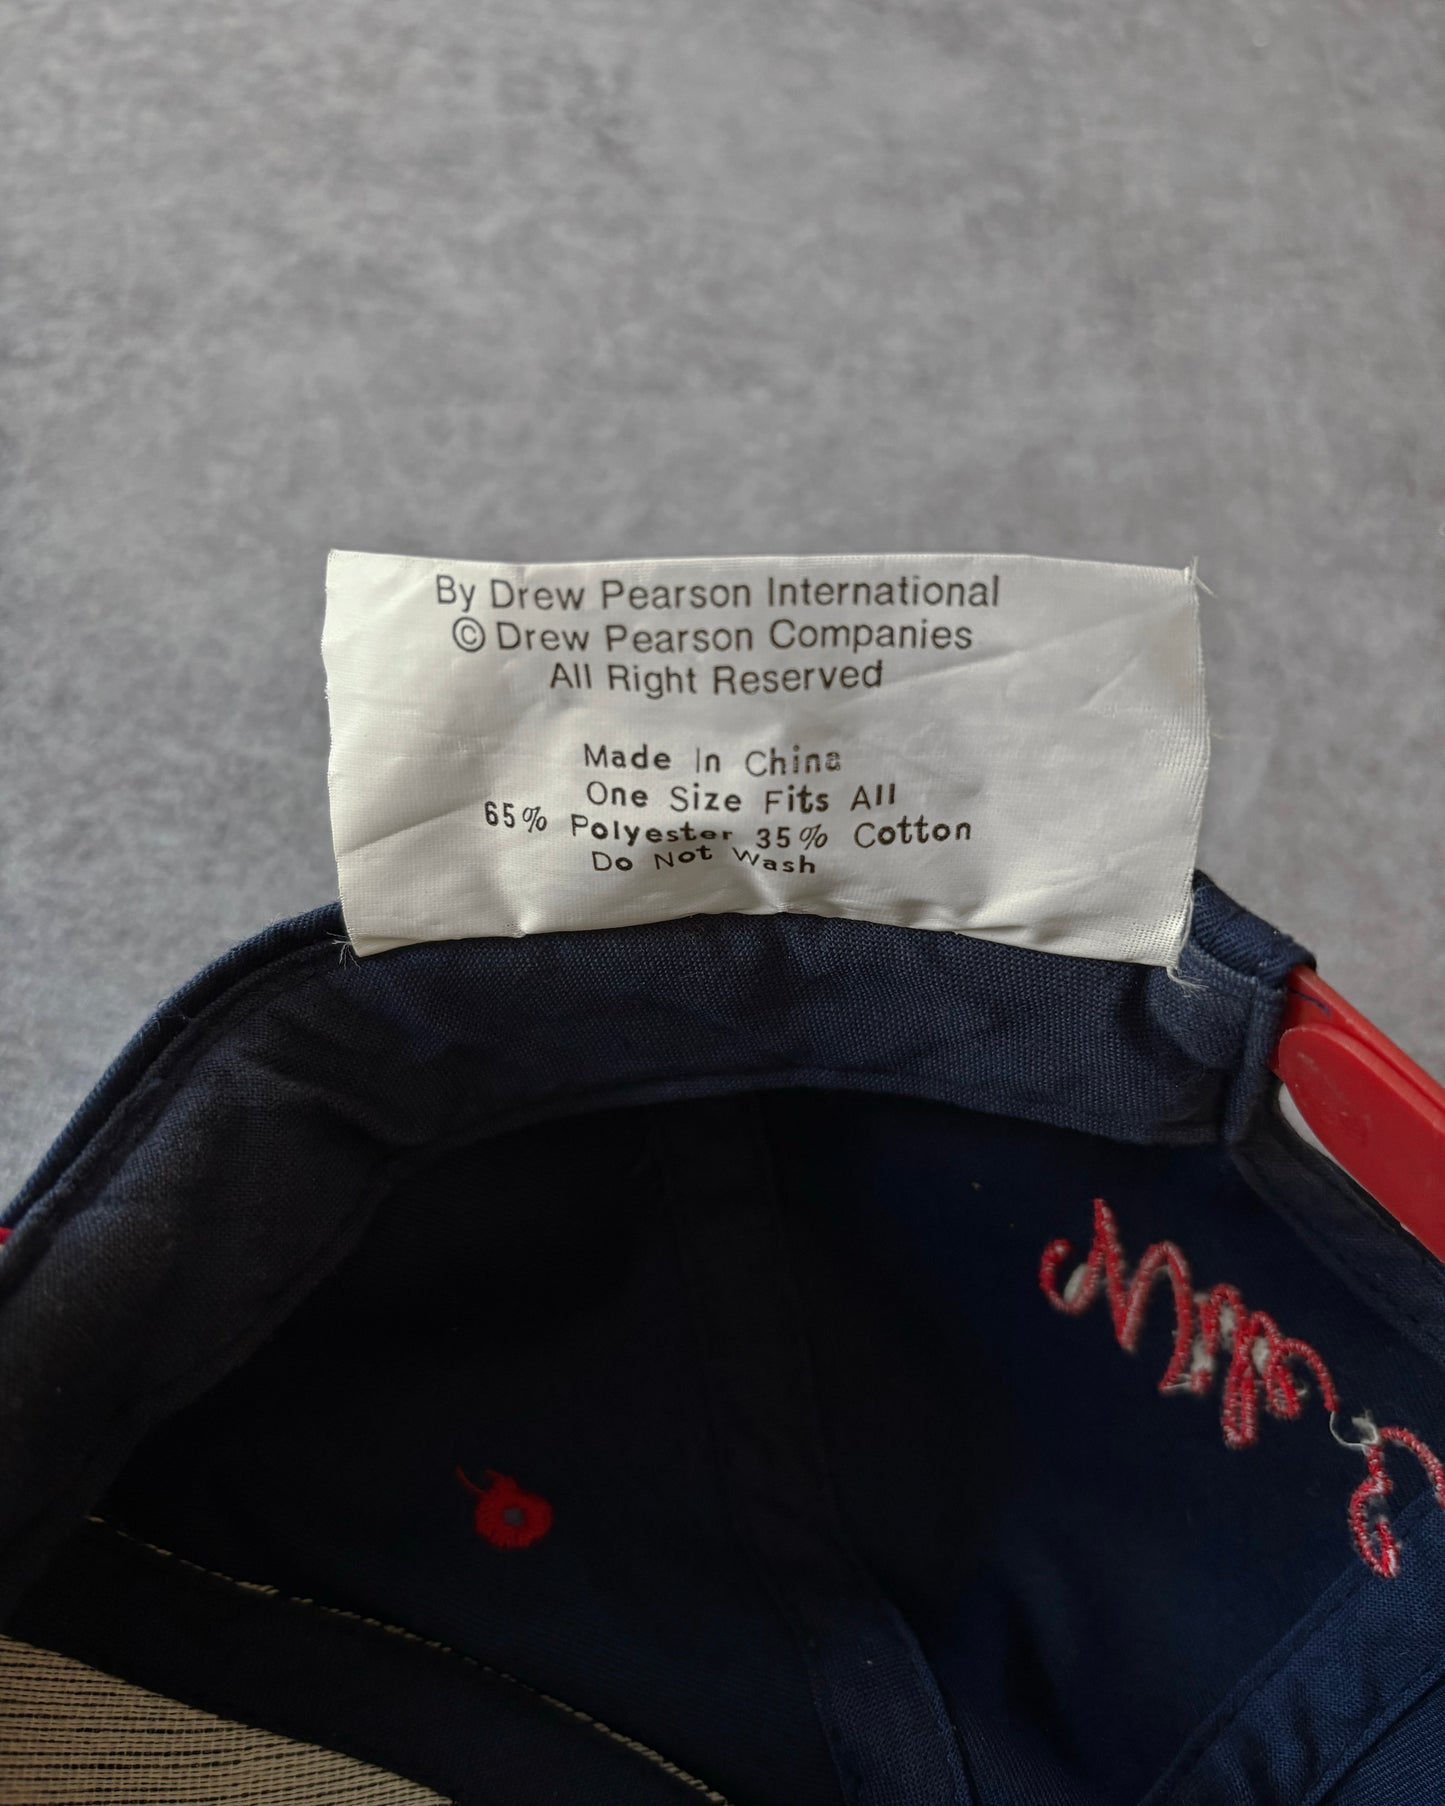 By Drew Pearson International
© Drew Pearson Companies
All Right Reserved
Made In China
One Size Fits All
65% Polyester 35% Cotton
Do Not Wash